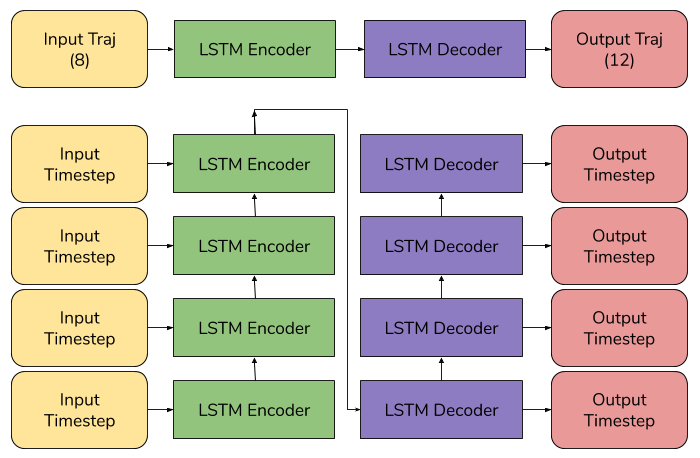 Input Traj
(8)
LSTM Encoder
LSTM Decoder
Output Traj
(12)
Input
Timestep
LSTM Encoder
LSTM Decoder
Output
Timestep
Input
Timestep
LSTM Encoder
LSTM Decoder
Output
Timestep
Input
Timestep
LSTM Encoder
LSTM Decoder
Output
Timestep
Input
Timestep
LSTM Encoder
LSTM Decoder
Output
Timestep